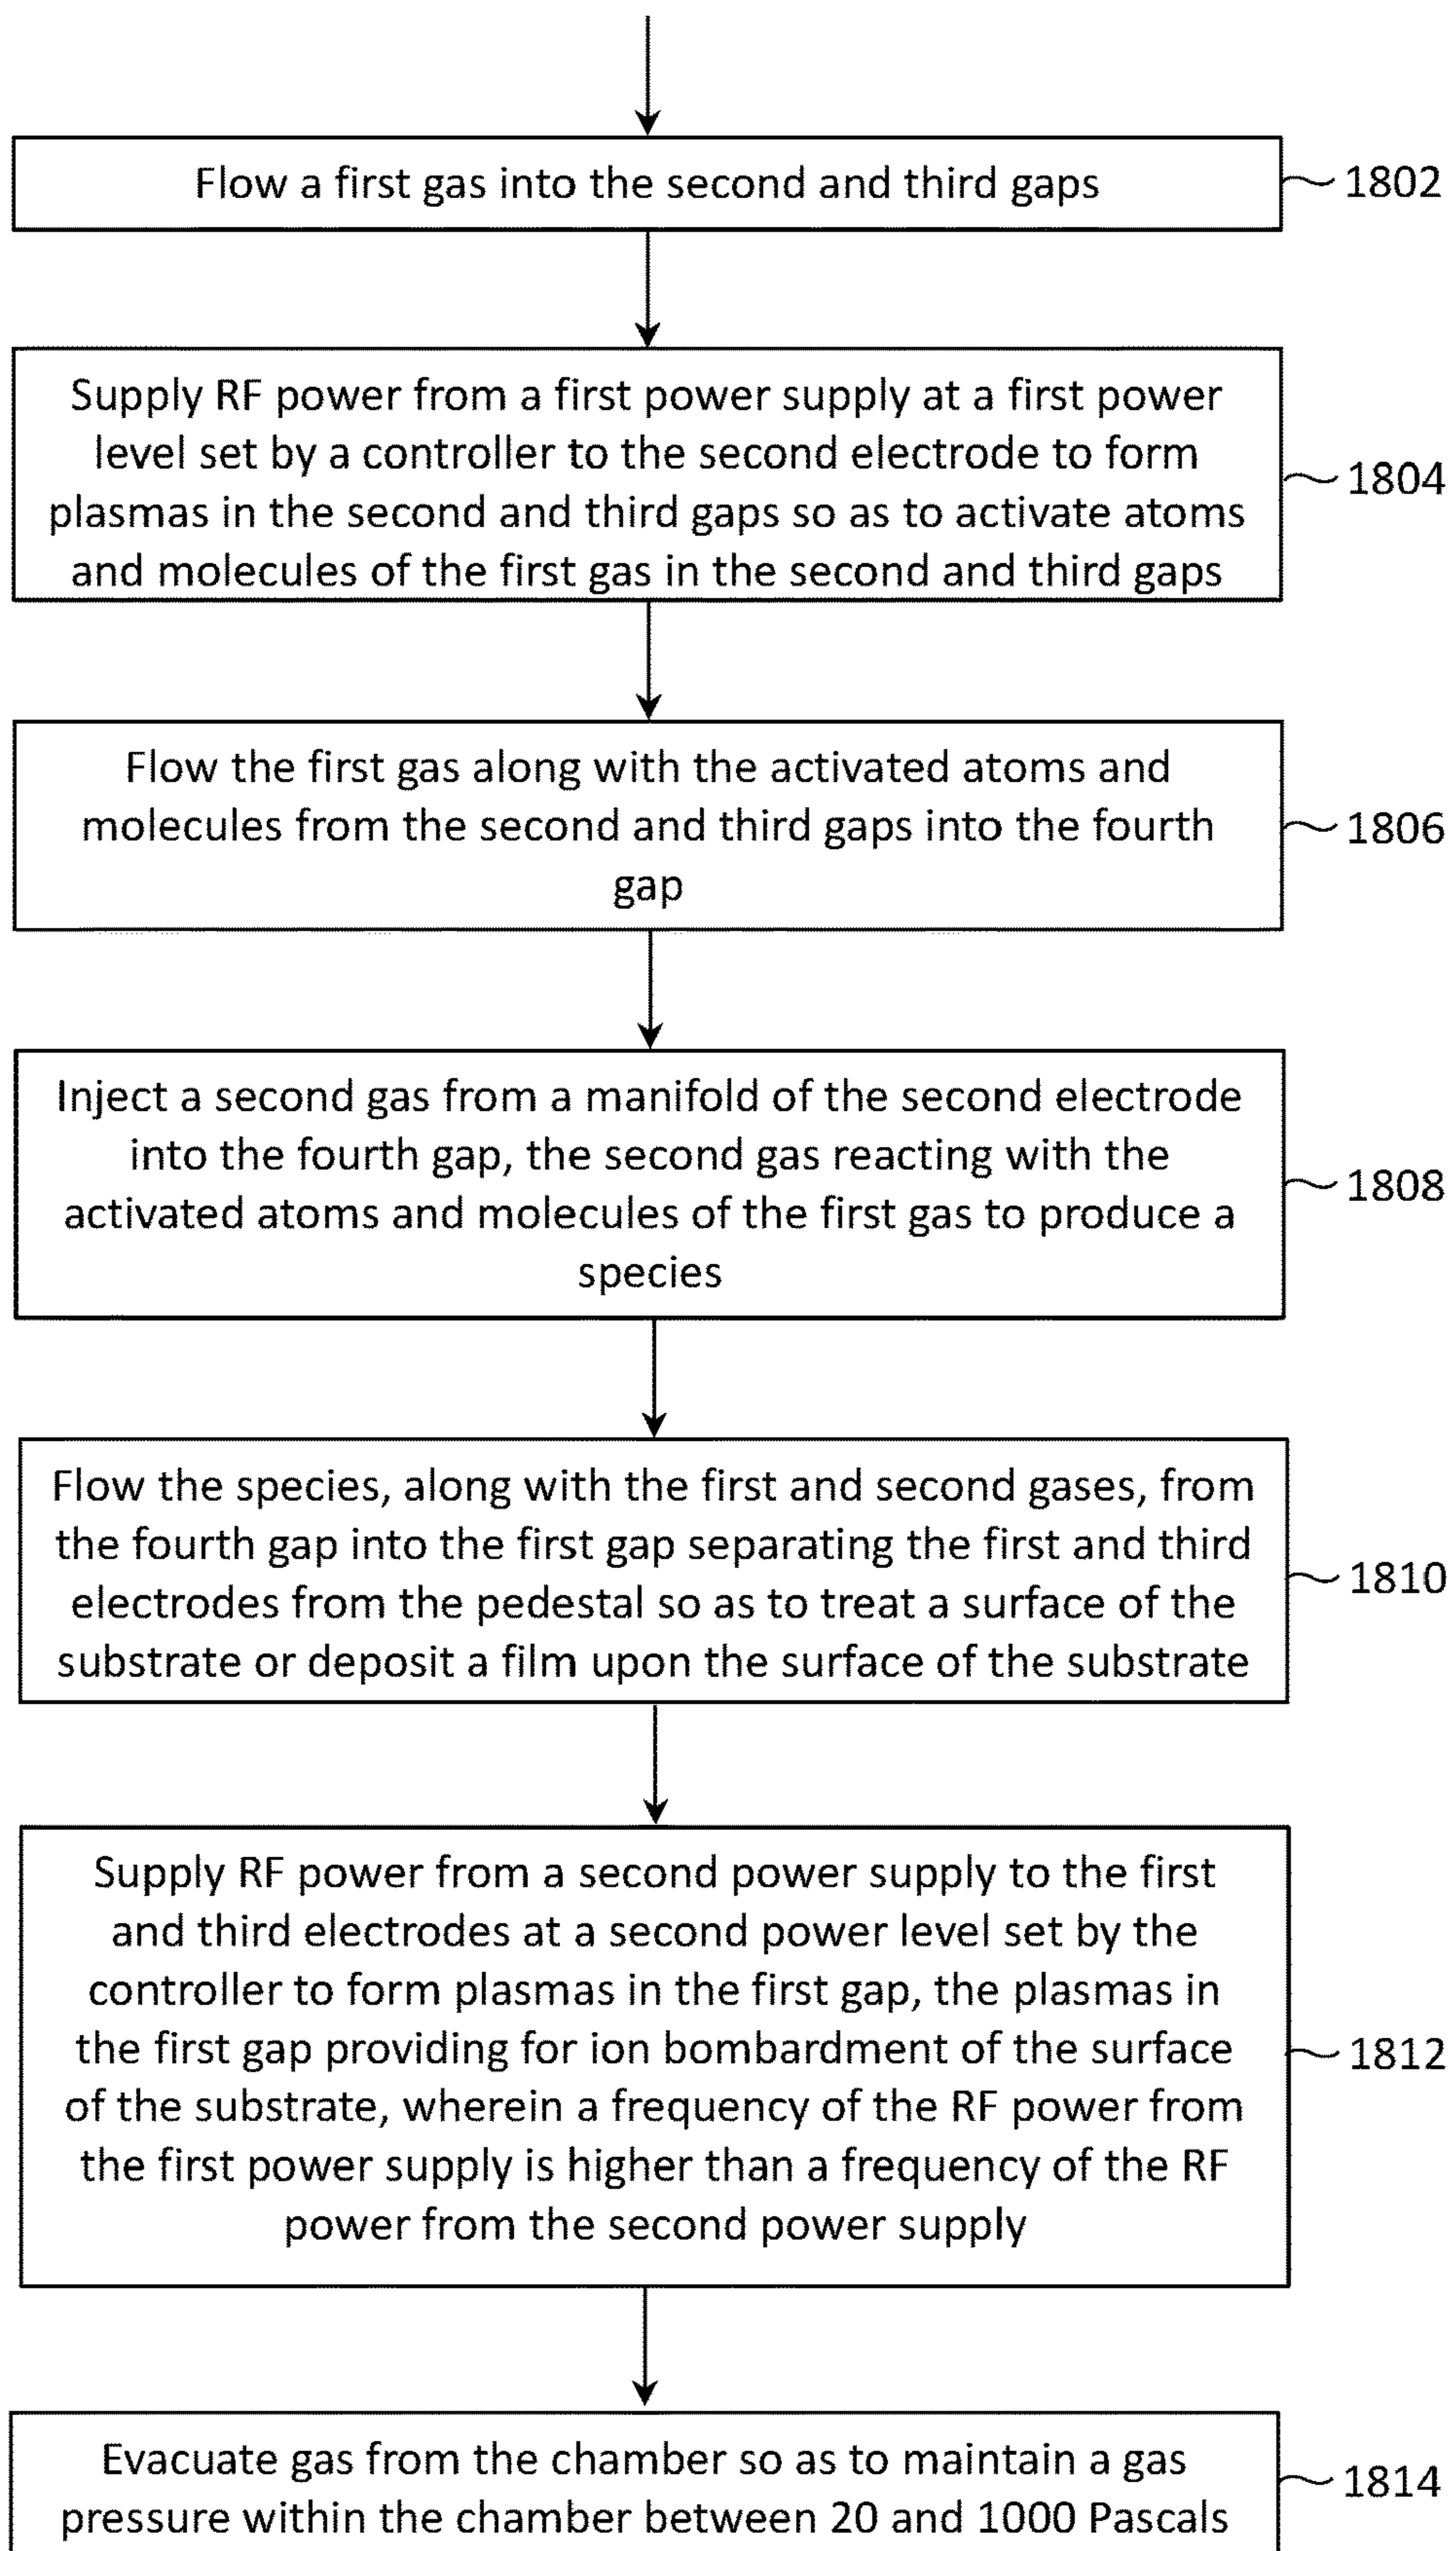 Flow a first gas into the second and third gaps
1802
Supply RF power from a first power supply at a first power
level set by a controller to the second electrode to form
plasmas in the second and third gaps so as to activate atoms
and molecules of the first gas in the second and third gaps
1804
Flow the first gas along with the activated atoms and
molecules from the second and third gaps into the fourth
gap
1806
Inject a second gas from a manifold of the second electrode
into the fourth gap, the second gas reacting with the
activated atoms and molecules of the first gas to produce a
species
1808
Flow the species, along with the first and second gases, from
the fourth gap into the first gap separating the first and third
electrodes from the pedestal so as to treat a surface of the
substrate or deposit a film upon the surface of the substrate
1810
Supply RF power from a second power supply to the first
and third electrodes at a second power level set by the
controller to form plasmas in the first gap, the plasmas in
the first gap providing for ion bombardment of the surface
of the substrate, wherein a frequency of the RF power from
the first power supply is higher than a frequency of the RF
power from the second power supply
1812
Evacuate gas from the chamber so as to maintain a gas
pressure within the chamber between 20 and 1000 Pascals
1814